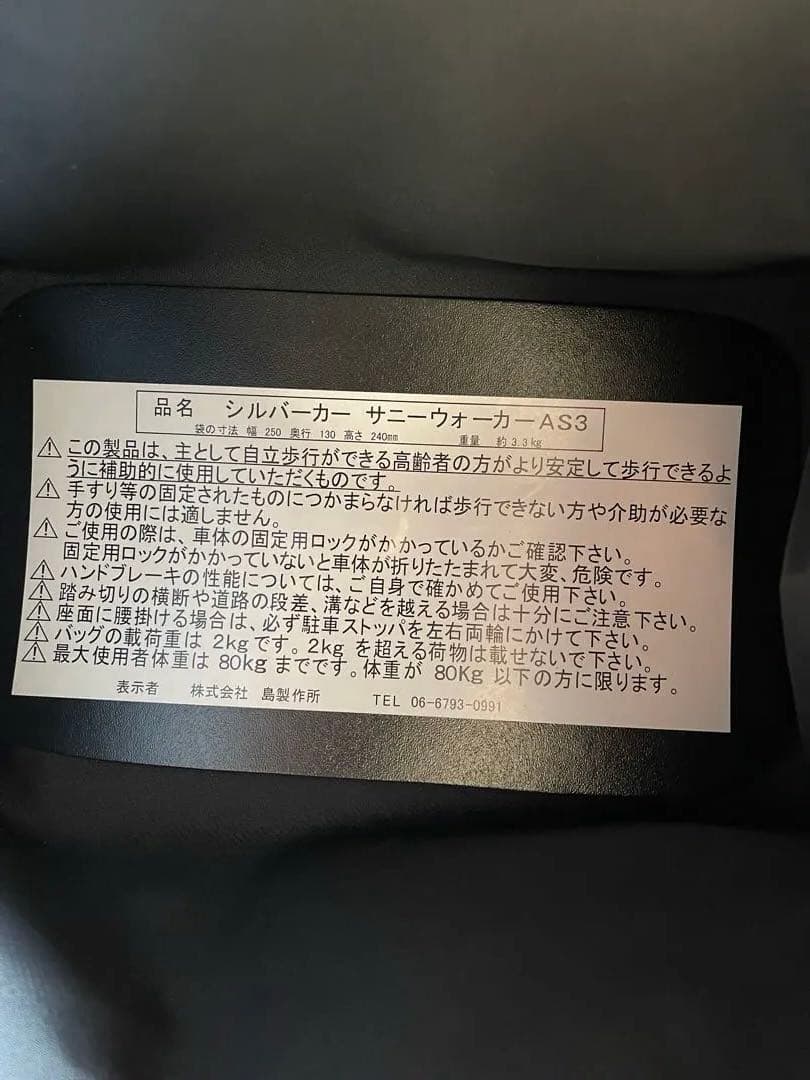 品名 シルバーカー サニーウォーカーAS3
袋の寸法 幅 250 奥行 130 高さ 240mm 重量 約3.3kg
⚠この製品は、主として自立歩行ができる高齢者の方がより安定して歩行できるよ
うに補助的に使用していただくものです。
⚠手すり等の固定されたものにつかまらなければ歩行できない方や介助が必要な
方の使用には適しません。
⚠ご使用の際は、車体の固定用ロックがかかっているかご確認下さい。
固定用ロックがかかっていないと車体が折りたたまれて大変、危険です。
⚠ハンドブレーキの性能については、ご自身で確かめてご使用下さい。
⚠踏み切りの横断や道路の段差、溝などを越える場合は十分にご注意下さい。
⚠座面に腰掛ける場合は、必ず駐車ストッパを左右両輪にかけて下さい。
⚠バッグの載荷重は 2kgです。2kg を超える荷物は載せないで下さい。
⚠最大使用者体重は 80kgまでです。体重が 80Kg 以下の方に限ります。
表示者 株式会社 島製作所 TEL 06-6793-0991